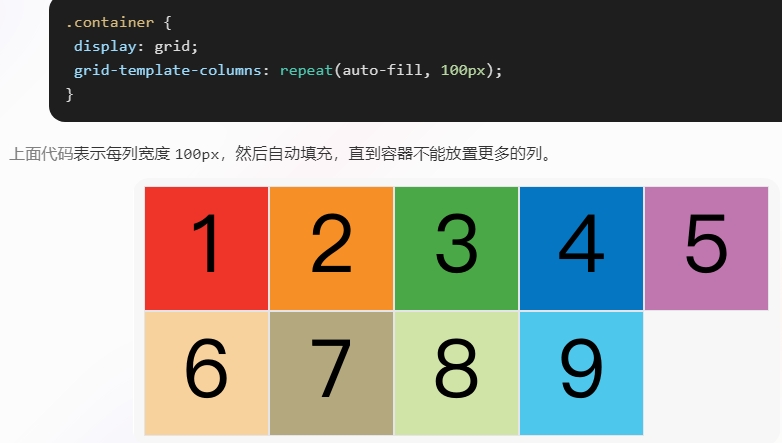 .container {
display: grid;
grid-template-columns: repeat(auto-fill, 100px);
}
上面代码表示每列宽度 100px，然后自动填充，直到容器不能放置更多的列。
1 2 3 4 5
6 7 8 9